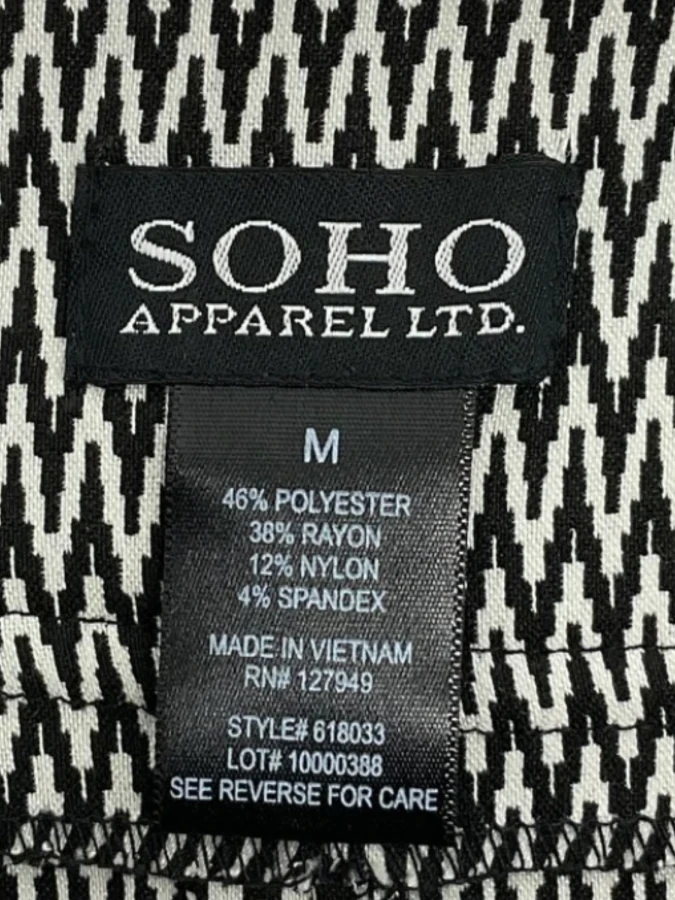 SOHO
APPAREL LTD.
M
46% POLYESTER
38% RAYON
12% NYLON
4% SPANDEX
MADE IN VIETNAM
RN# 127949
STYLE# 618033
LOT# 10000388
SEE REVERSE FOR CARE